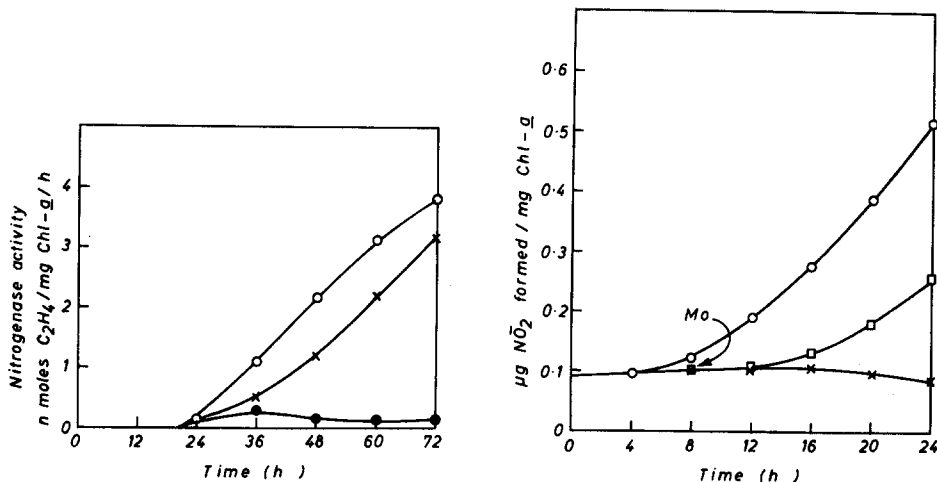 Nitrogenase activity
n moles C₂H₄/mg Chl-a/h
4
3
2
1
0
0 12 24 36 48 60 72
Time (h)
µg NO₂⁻ formed/mg Chl-a
0·6
0·5
0·4
0·3
0·2
0·1
0
Mo
0 4 8 12 16 20 24
Time (h)